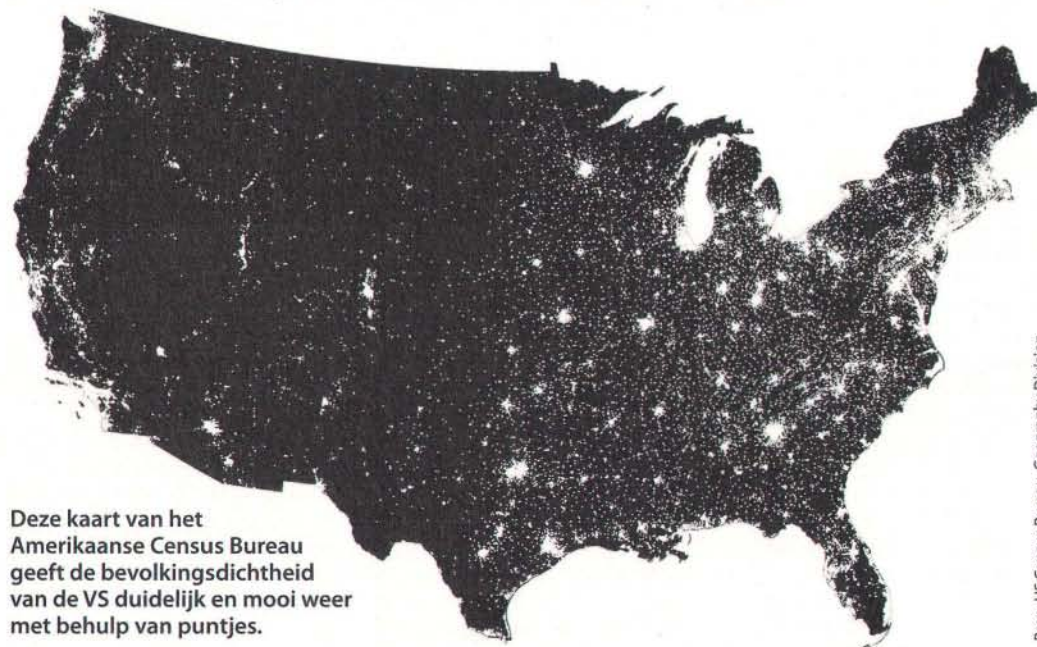 Deze kaart van het
Amerikaanse Census Bureau
geeft de bevolkingsdichtheid
van de VS duidelijk en mooi weer
met behulp van puntjes.